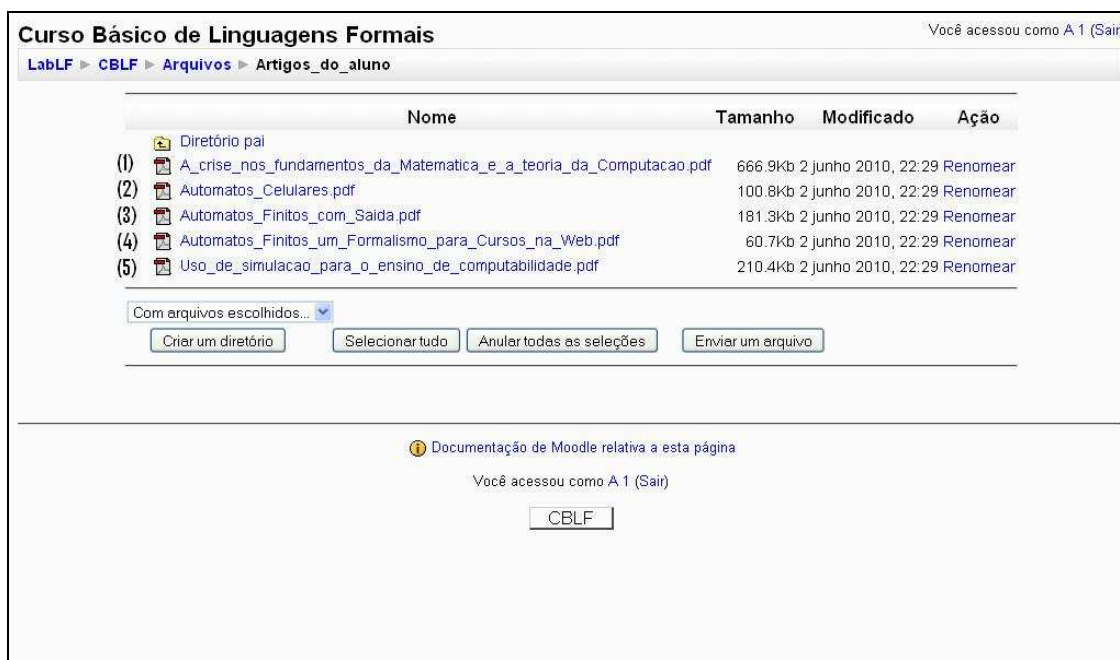 Curso Básico de Linguagens Formais
Você acessou como A 1 (Sair
LabLF ► CBLF ► Arquivos ► Artigos_do_aluno
Nome Tamanho Modificado Ação
Diretório pai
(1) A_crise_nos_fundamentos_da_Matematica_e_a_teoria_da_Computacao.pdf 666.9Kb 2 junho 2010, 22:29 Renomear
(2) Automatos_Celulares.pdf 100.8Kb 2 junho 2010, 22:29 Renomear
(3) Automatos_Finitos_com_Saida.pdf 181.3Kb 2 junho 2010, 22:29 Renomear
(4) Automatos_Finitos_um_Formalismo_para_Cursos_na_Web.pdf 60.7Kb 2 junho 2010, 22:29 Renomear
(5) Uso_de_simulacao_para_o_ensino_de_computabilidade.pdf 210.4Kb 2 junho 2010, 22:29 Renomear
Com arquivos escolhidos...
Criar um diretório Selecionar tudo Anular todas as seleções Enviar um arquivo
Documentação de Moodle relativa a esta página
Você acessou como A 1 (Sair)
CBLF